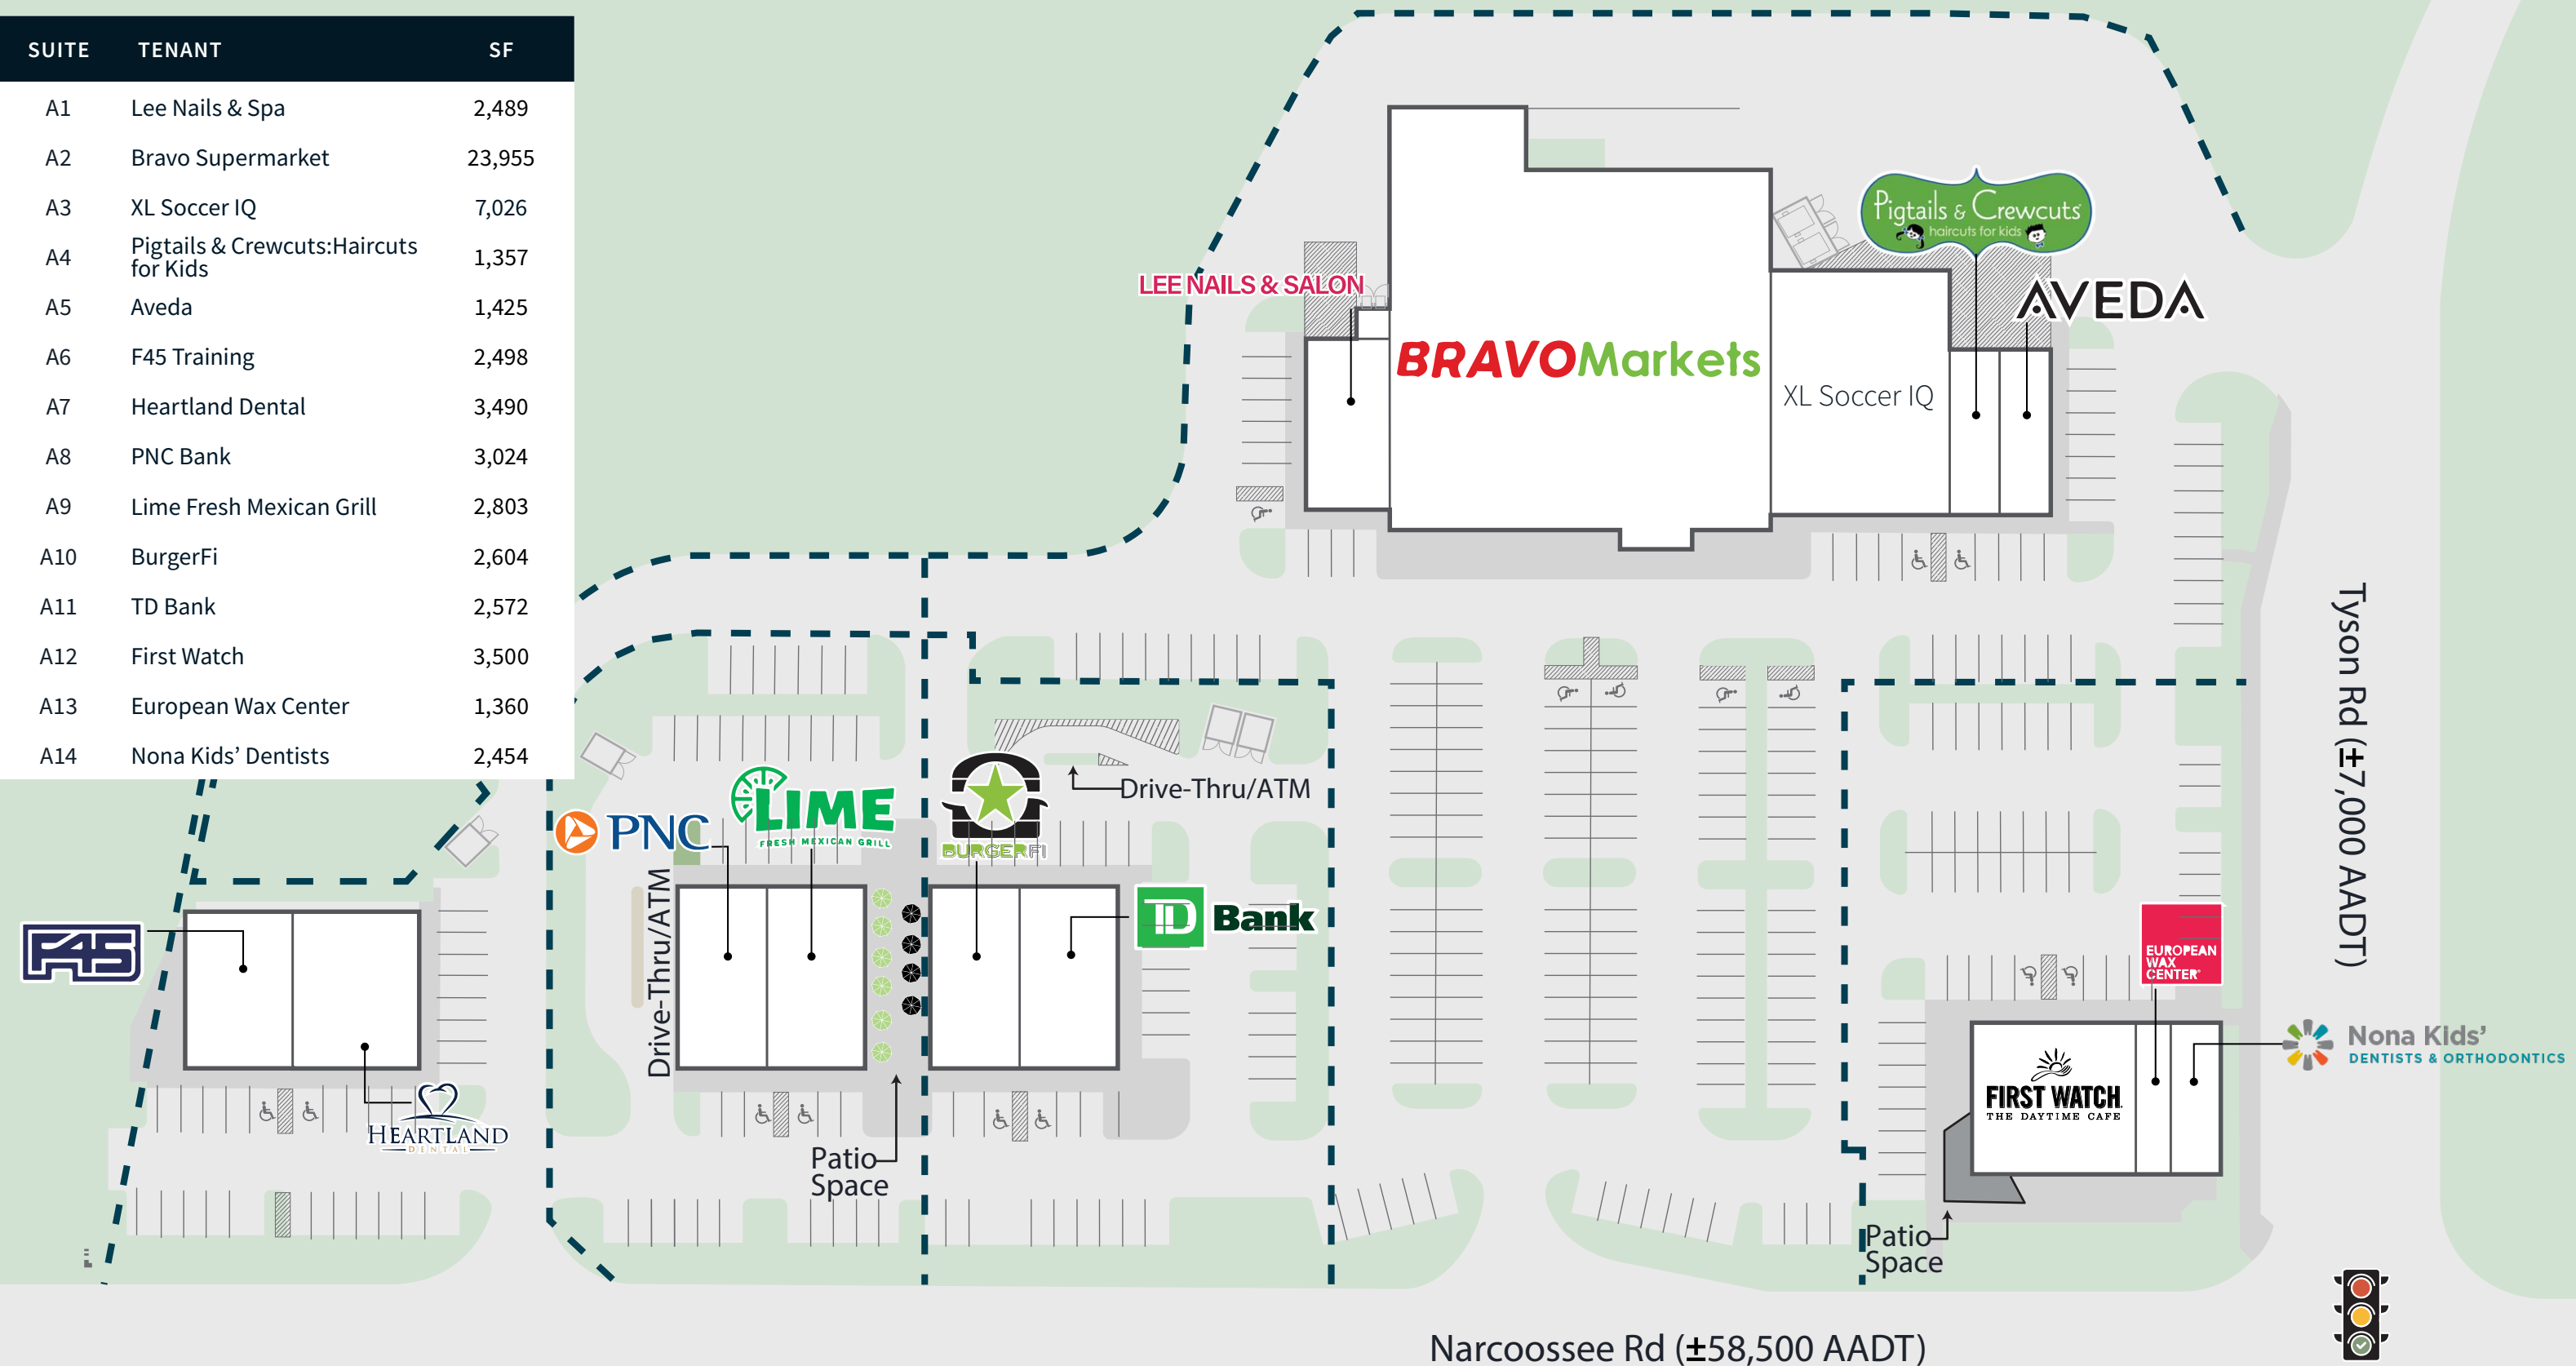 SUITE TENANT SF
A1 Lee Nails & Spa 2,489
A2 Bravo Supermarket 23,955
A3 XL Soccer IQ 7,026
A4 Pigtails & Crewcuts:Haircuts for Kids 1,357
A5 Aveda 1,425
A6 F45 Training 2,498
A7 Heartland Dental 3,490
A8 PNC Bank 3,024
A9 Lime Fresh Mexican Grill 2,803
A10 BurgerFi 2,604
A11 TD Bank 2,572
A12 First Watch 3,500
A13 European Wax Center 1,360
A14 Nona Kids’ Dentists 2,454
Pigtails & Crewcuts
haircuts for kids
LEE NAILS & SALON
AVEDA
BRAVOMarkets
XL Soccer IQ
Tyson Rd (±7,000 AADT)
Drive-Thru/ATM
PNC
LIME
FRESH MEXICAN GRILL
BURGERFI
Drive-Thru/ATM
TD Bank
F45
HEARTLAND
DENTAL
Patio
Space
EUROPEAN
WAX
CENTER
Nona Kids’
DENTISTS & ORTHODONTICS
FIRST WATCH
THE DAYTIME CAFE
Patio
Space
Narcoossee Rd (±58,500 AADT)